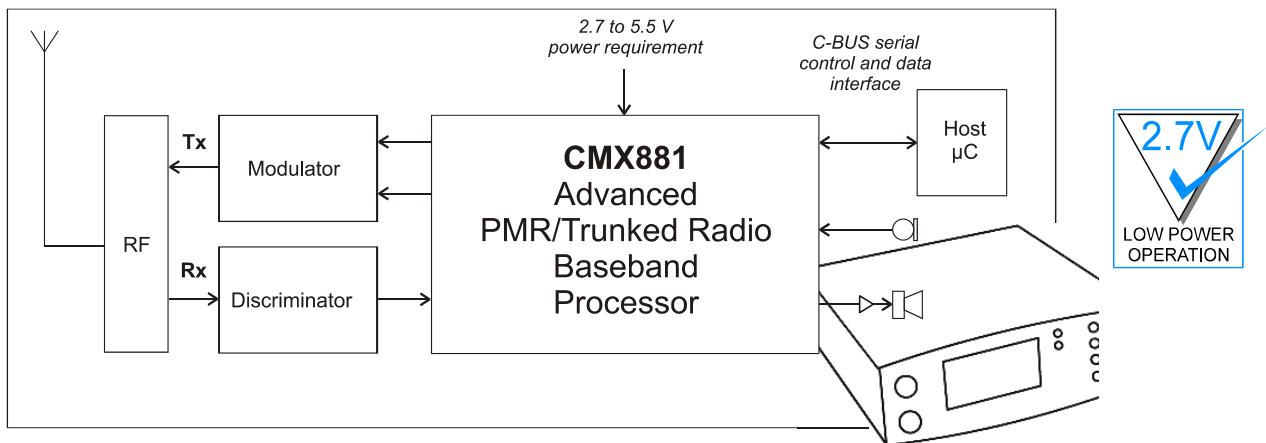 2.7 to 5.5 V
power requirement
C-BUS serial
control and data
interface
Tx
Modulator
RF
Rx
Discriminator
CMX881
Advanced
PMR/Trunked Radio
Baseband
Processor
Host
µC
2.7V
LOW POWER
OPERATION